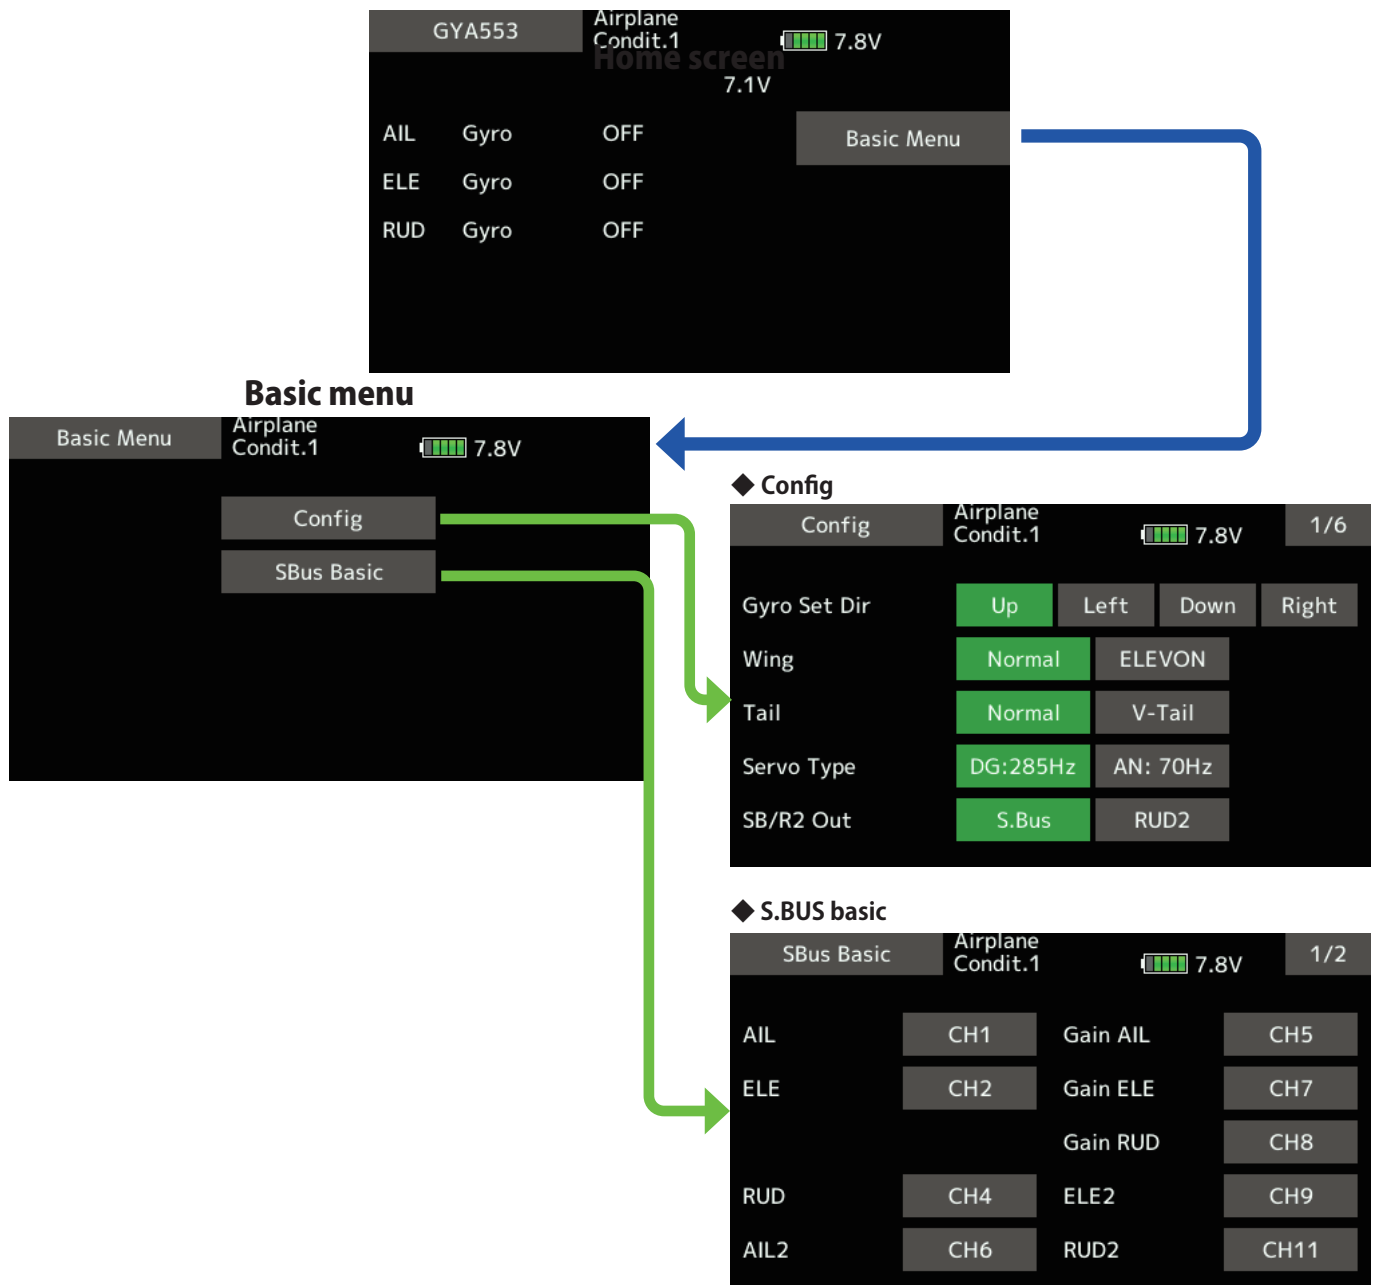 GYA553
Airplane
Condit.1
7.8V
Home screen
7.1V
AIL Gyro OFF
Basic Menu
ELE Gyro OFF
RUD Gyro OFF
Basic menu
Basic Menu
Airplane
Condit.1
7.8V
Config
SBus Basic
◆ Config
Config
Airplane
Condit.1
7.8V
1/6
Gyro Set Dir Up Left Down Right
Wing Normal ELEVON
Tail Normal V-Tail
Servo Type DG:285Hz AN: 70Hz
SB/R2 Out S.Bus RUD2
◆ S.BUS basic
SBus Basic
Airplane
Condit.1
7.8V
1/2
AIL CH1 Gain AIL CH5
ELE CH2 Gain ELE CH7
Gain RUD CH8
RUD CH4 ELE2 CH9
AIL2 CH6 RUD2 CH11